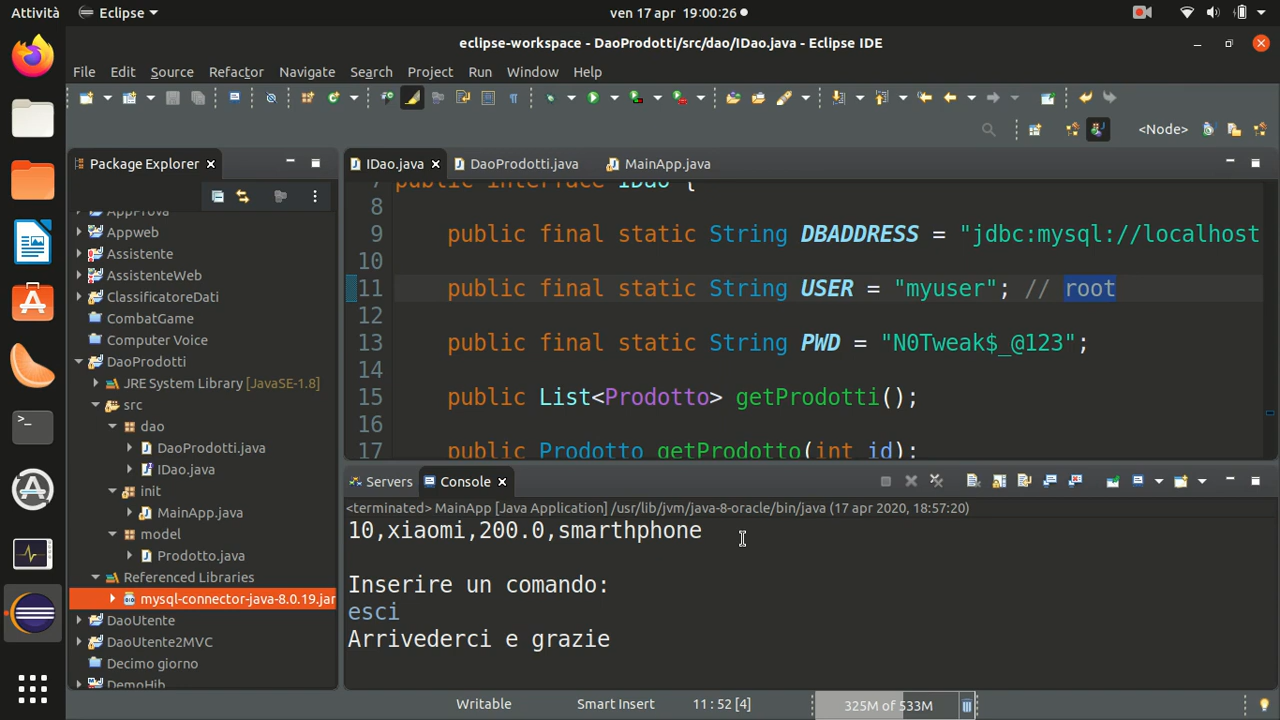 Attività Eclipse ven 17 apr 19:00:26
eclipse-workspace - DaoProdotti/src/dao/IDao.java - Eclipse IDE
File Edit Source Refactor Navigate Search Project Run Window Help
<Node>
Package Explorer
AppProva
Appweb
Assistente
AssistenteWeb
ClassificatoreDati
CombatGame
Computer Voice
DaoProdotti
JRE System Library [JavaSE-1.8]
src
dao
DaoProdotti.java
IDao.java
init
MainApp.java
model
Prodotto.java
Referenced Libraries
mysql-connector-java-8.0.19.jar
DaoUtente
DaoUtente2MVC
Decimo giorno
DemoHib
IDao.java DaoProdotti.java MainApp.java
7 public interface IDao {
8
9 public final static String DBADDRESS = "jdbc:mysql://localhost
10
11 public final static String USER = "myuser"; // root
12
13 public final static String PWD = "N0Tweak$_@123";
14
15 public List<Prodotto> getProdotti();
16
17 public Prodotto getProdotto(int id);
Servers Console
<terminated> MainApp [Java Application] /usr/lib/jvm/java-8-oracle/bin/java (17 apr 2020, 18:57:20)
10,xiaomi,200.0,smarthphone
Inserire un comando:
esci
Arrivederci e grazie
Writable Smart Insert 11 : 52 [4] 325M of 533M